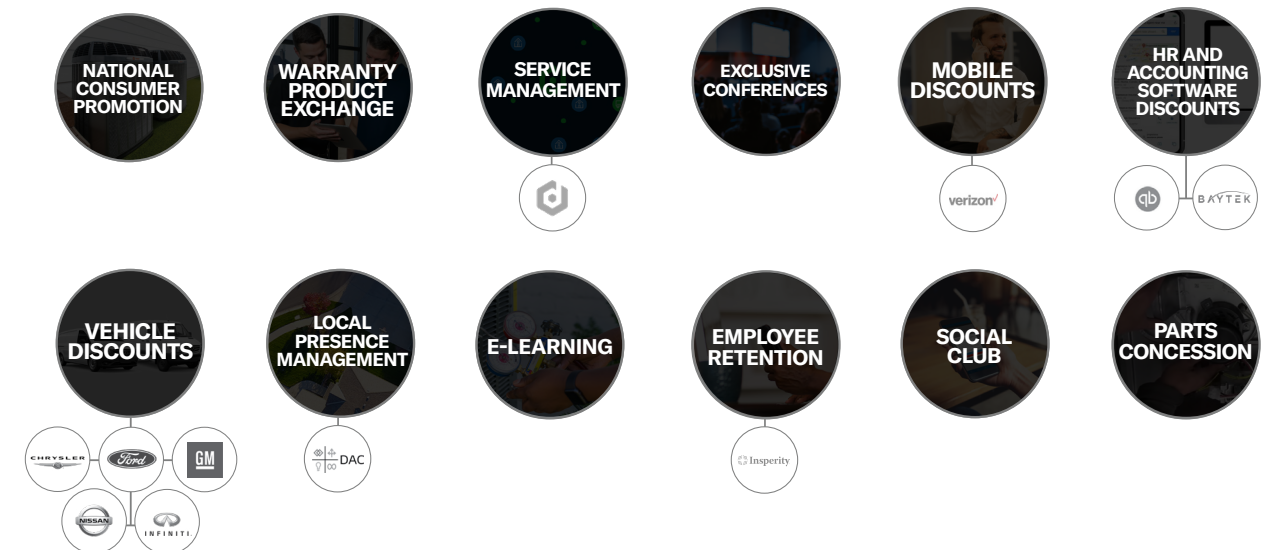 NATIONAL
CONSUMER
PROMOTION
WARRANTY
PRODUCT
EXCHANGE
SERVICE
MANAGEMENT
EXCLUSIVE
CONFERENCES
MOBILE
DISCOUNTS
HR AND
ACCOUNTING
SOFTWARE
DISCOUNTS
verizon
qb
BAYTEK
VEHICLE
DISCOUNTS
LOCAL
PRESENCE
MANAGEMENT
E-LEARNING
EMPLOYEE
RETENTION
SOCIAL
CLUB
PARTS
CONCESSION
CHRYSLER
Ford
GM
DAC
Insperity
NISSAN
INFINITI